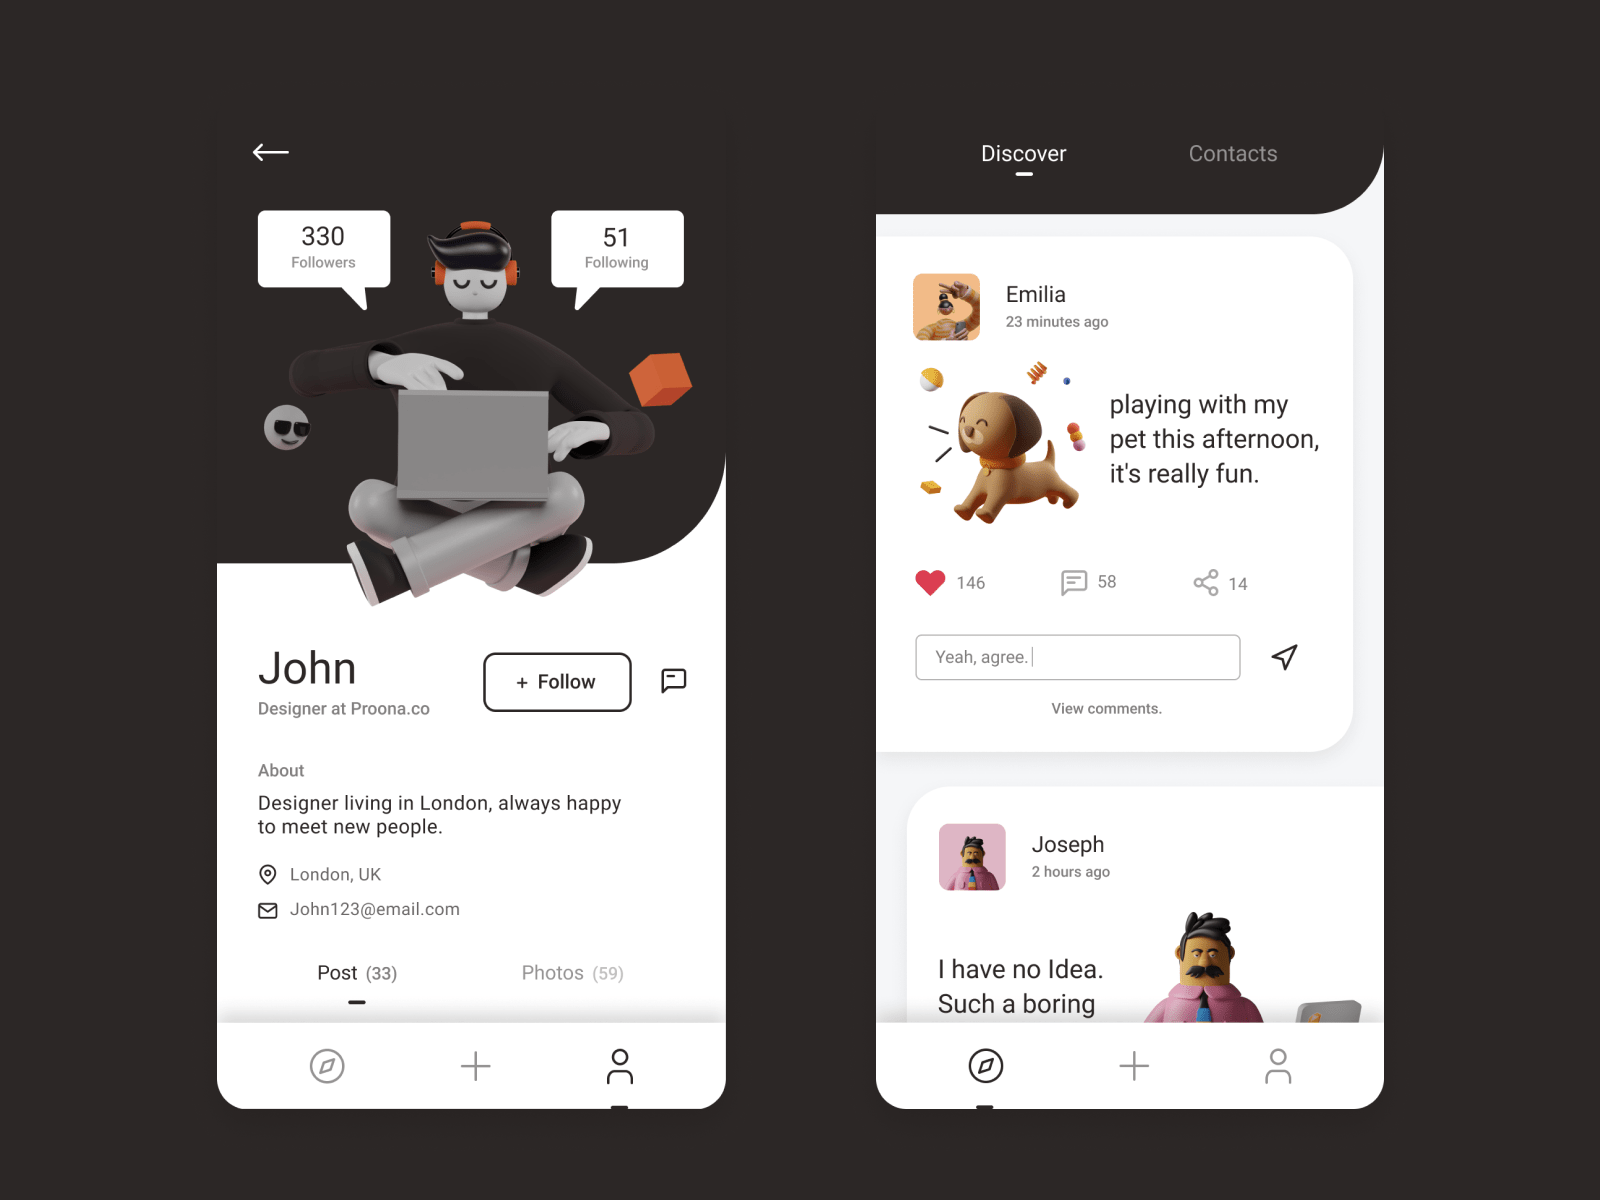 330
Followers
51
Following
John
Designer at Proona.co
+ Follow
About
Designer living in London, always happy
to meet new people.
London, UK
John123@email.com
Post (33)
Photos (59)
Discover
Contacts
Emilia
23 minutes ago
playing with my
pet this afternoon,
it's really fun.
146
58
14
Yeah, agree.
View comments.
Joseph
2 hours ago
I have no Idea.
Such a boring